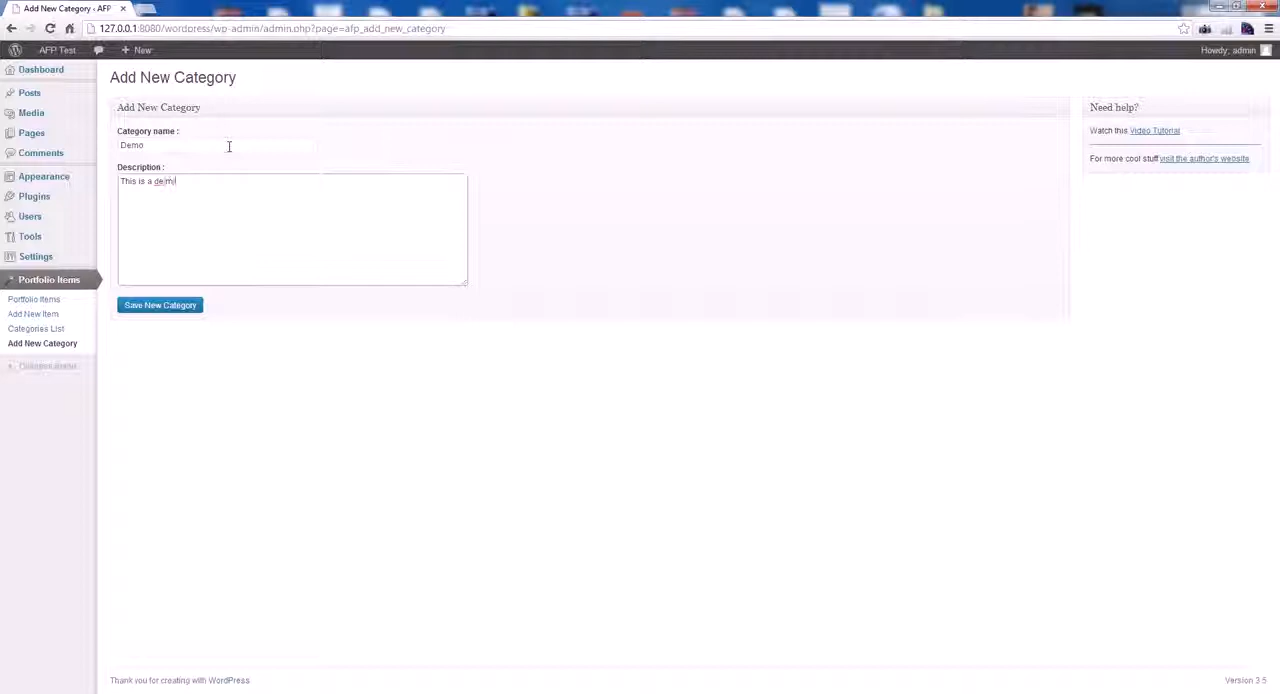 Add New Category ‹ AFP
127.0.0.1:8080/wordpress/wp-admin/admin.php?page=afp_add_new_category
AFP Test
+ New
Howdy, admin
Dashboard
Posts
Media
Pages
Comments
Appearance
Plugins
Users
Tools
Settings
Portfolio Items
Portfolio Items
Add New Item
Categories List
Add New Category
Add New Category
Add New Category
Category name :
Demo
Description :
This is a dem
Save New Category
Need help?
Watch this Video Tutorial
For more cool stuff visit the author's website
Thank you for creating with WordPress
Version 3.5